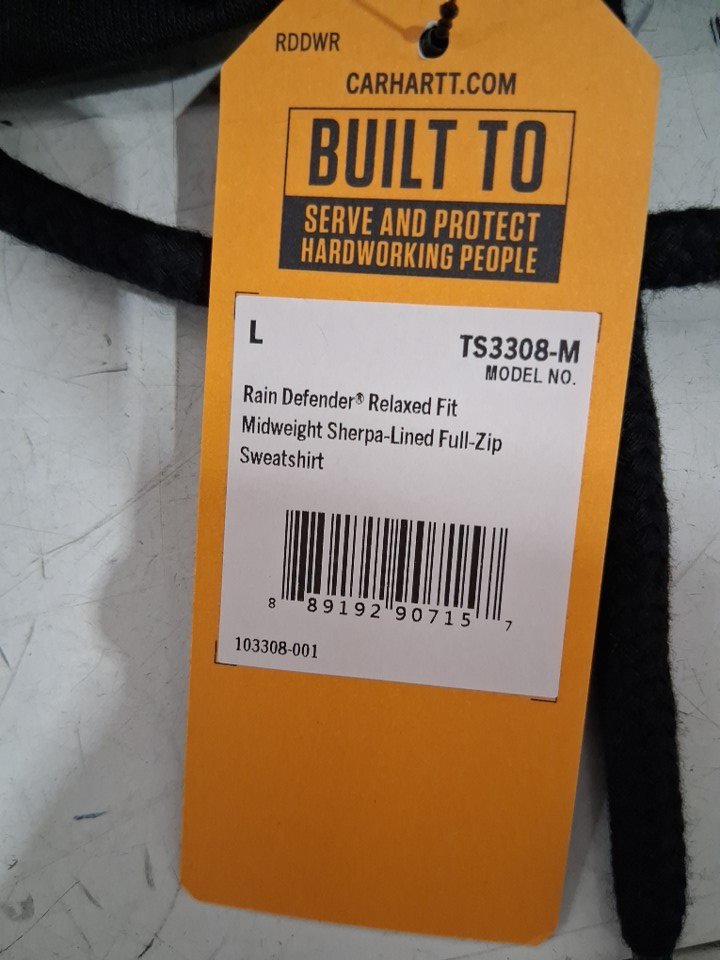 RDDWR
CARHARTT.COM
BUILT TO
SERVE AND PROTECT
HARDWORKING PEOPLE
L
TS3308-M
MODEL NO.
Rain Defender® Relaxed Fit
Midweight Sherpa-Lined Full-Zip
Sweatshirt
8 89192 90715 7
103308-001